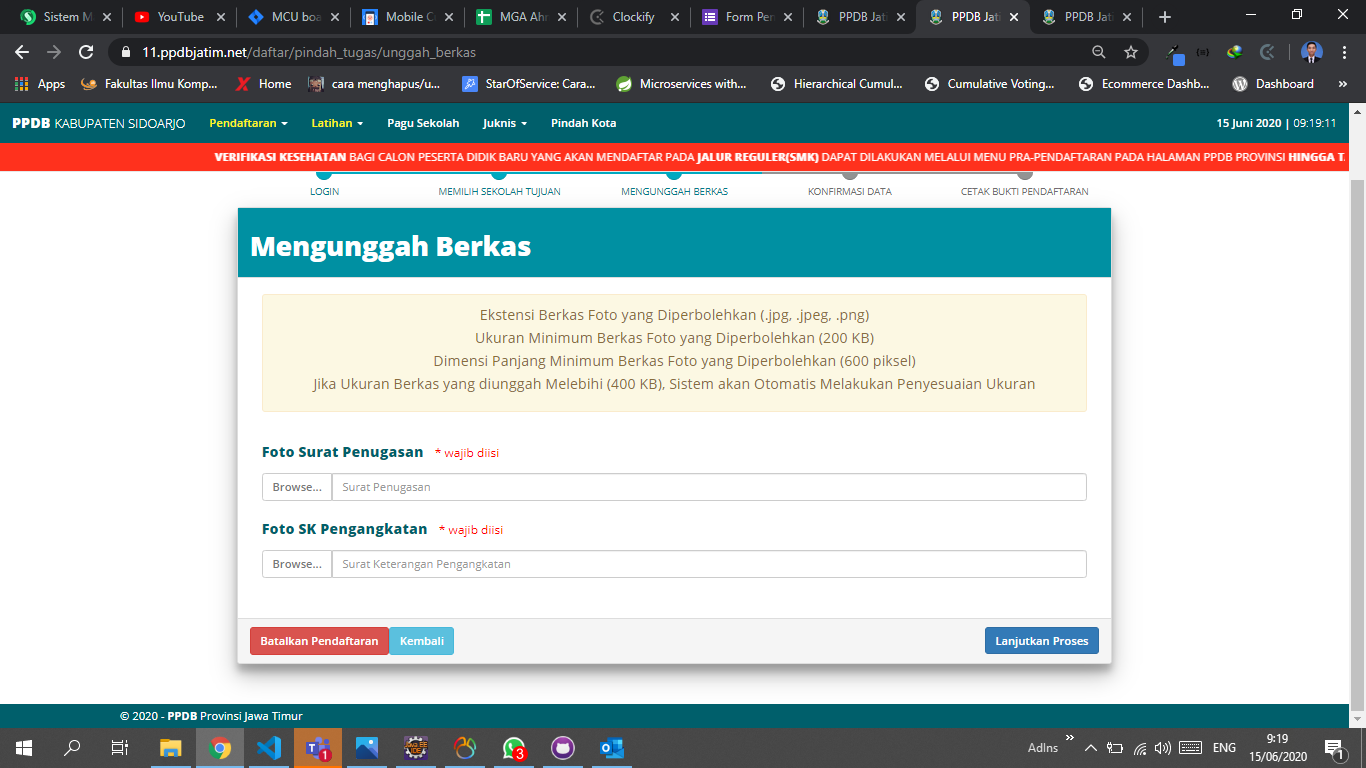 Sistem M
YouTube
MCU boa
Mobile C
MGA Ahr
Clockify
Form Per
PPDB Jati
PPDB Jati
PPDB Jati
11.ppdbjatim.net/daftar/pindah_tugas/unggah_berkas
Apps
Fakultas Ilmu Komp...
Home
cara menghapus/u...
StarOfService: Cara...
Microservices with...
Hierarchical Cumul...
Cumulative Voting...
Ecommerce Dashb...
Dashboard
»
PPDB KABUPATEN SIDOARJO
Pendaftaran
Latihan
Pagu Sekolah
Juknis
Pindah Kota
15 Juni 2020 | 09:19:11
VERIFIKASI KESEHATAN BAGI CALON PESERTA DIDIK BARU YANG AKAN MENDAFTAR PADA JALUR REGULER(SMK) DAPAT DILAKUKAN MELALUI MENU PRA-PENDAFTARAN PADA HALAMAN PPDB PROVINSI HINGGA T
LOGIN
MEMILIH SEKOLAH TUJUAN
MENGUNGGAH BERKAS
KONFIRMASI DATA
CETAK BUKTI PENDAFTARAN
Mengunggah Berkas
Ekstensi Berkas Foto yang Diperbolehkan (.jpg, .jpeg, .png)
Ukuran Minimum Berkas Foto yang Diperbolehkan (200 KB)
Dimensi Panjang Minimum Berkas Foto yang Diperbolehkan (600 piksel)
Jika Ukuran Berkas yang diunggah Melebihi (400 KB), Sistem akan Otomatis Melakukan Penyesuaian Ukuran
Foto Surat Penugasan * wajib diisi
Browse... Surat Penugasan
Foto SK Pengangkatan * wajib diisi
Browse... Surat Keterangan Pengangkatan
Batalkan Pendaftaran
Kembali
Lanjutkan Proses
© 2020 - PPDB Provinsi Jawa Timur
1
3
AdIns
»
ENG
9:19
15/06/2020
1